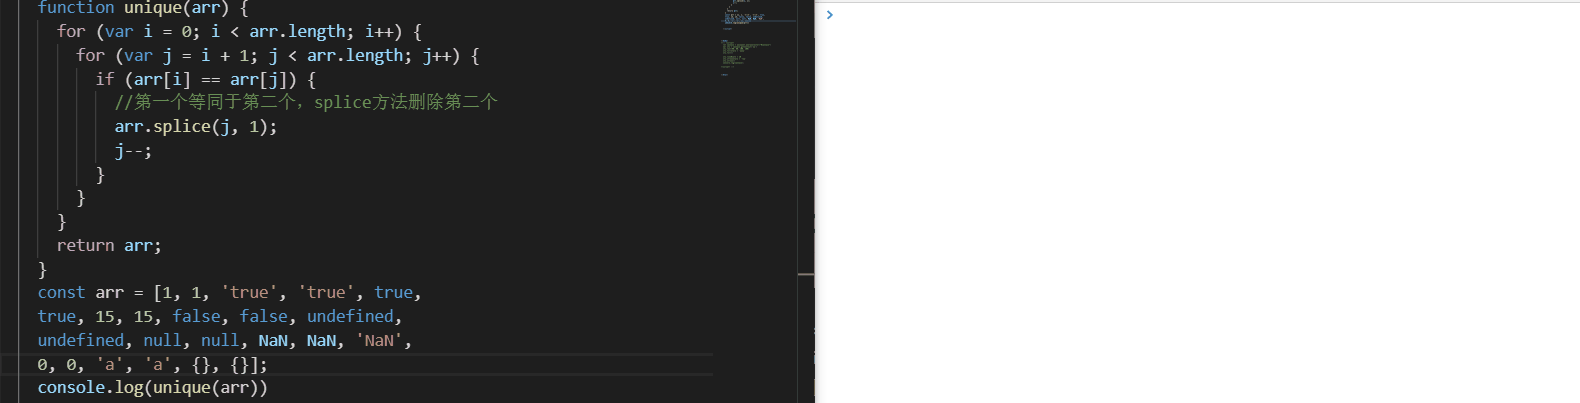 function unique(arr) {
for (var i = 0; i < arr.length; i++) {
for (var j = i + 1; j < arr.length; j++) {
if (arr[i] == arr[j]) {
//第一个等同于第二个，splice方法删除第二个
arr.splice(j, 1);
j--;
}
}
}
return arr;
}
const arr = [1, 1, 'true', 'true', true,
true, 15, 15, false, false, undefined,
undefined, null, null, NaN, NaN, 'NaN',
0, 0, 'a', 'a', {}, {}];
console.log(unique(arr))